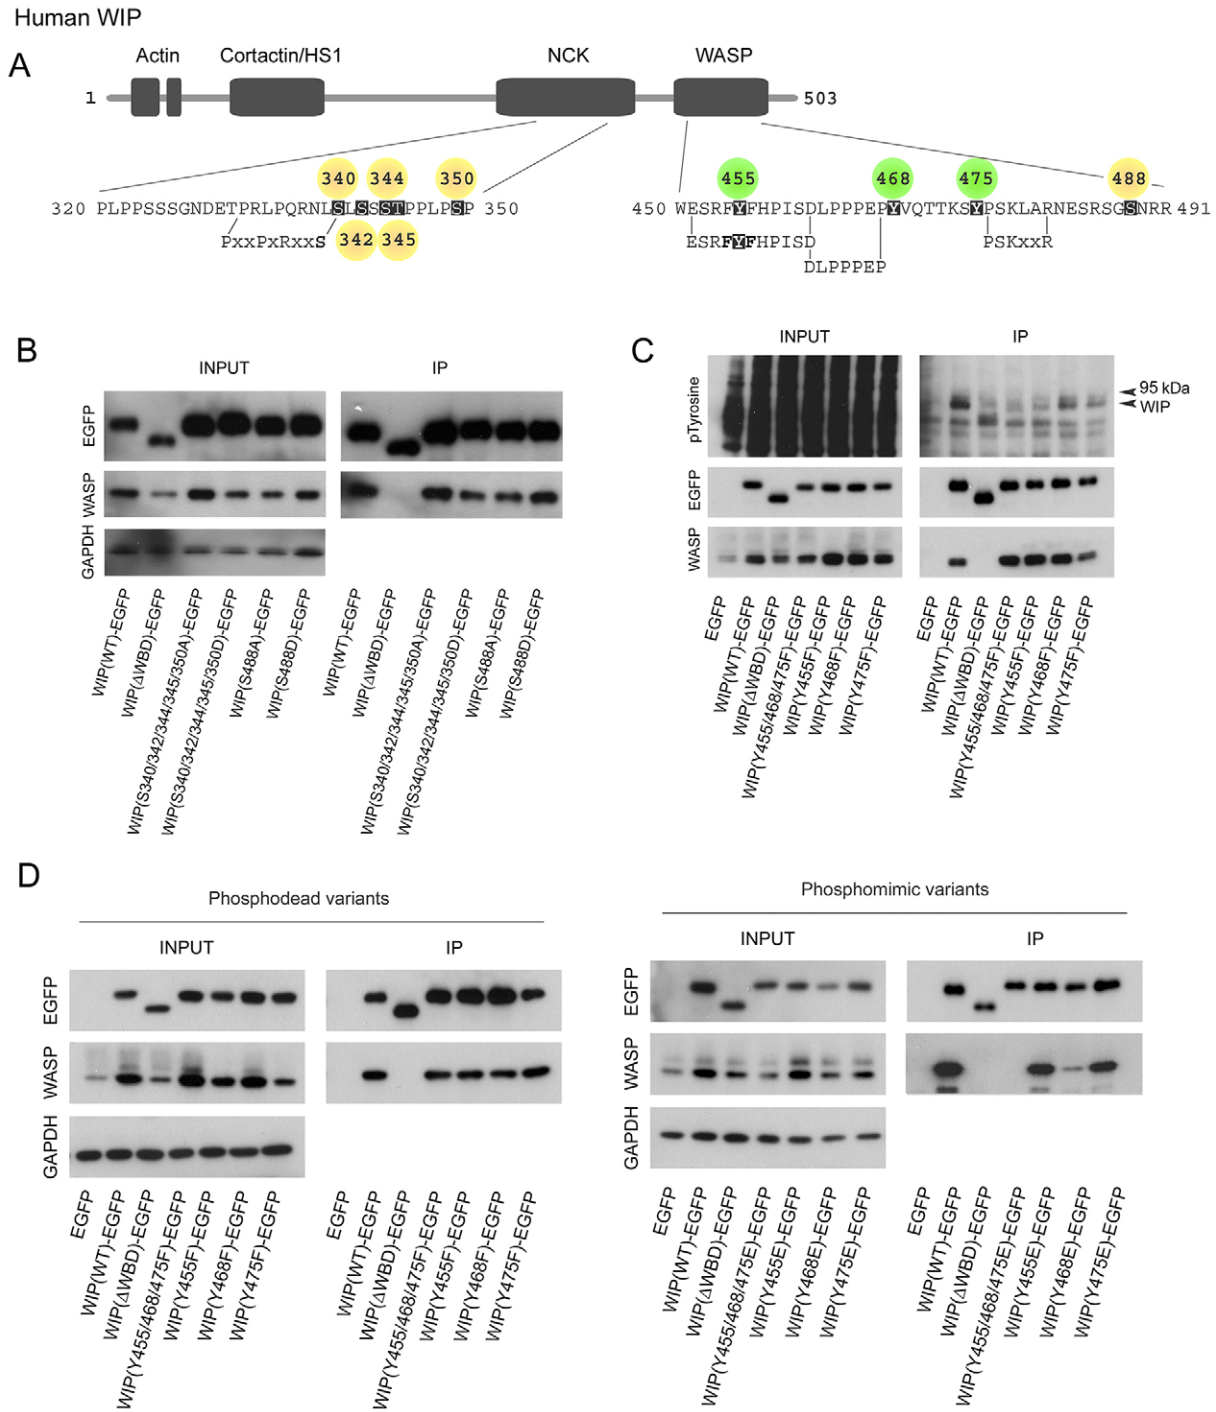 Human WIP
A
Actin Cortactin/HS1 NCK WASP
1 503
340 344 350 455 468 475 488
320 PLPPSSSGNDETPRLPQRNLSLSSSTPPLPSP 350
450 WESRFYFHPISDLPPPEPYVQTTKSYPSKLARNESRSGSNRR 491
PxxPxRxxS 342 345
ESRFYFHPISD PSKxxR
DLPPPEP
B
INPUT IP
EGFP
WASP
GAPDH
WIP(WT)-EGFP
WIP(ΔWBD)-EGFP
WIP(S340/342/344/345/350A)-EGFP
WIP(S340/342/344/345/350D)-EGFP
WIP(S488A)-EGFP
WIP(S488D)-EGFP
WIP(WT)-EGFP
WIP(ΔWBD)-EGFP
WIP(S340/342/344/345/350A)-EGFP
WIP(S340/342/344/345/350D)-EGFP
WIP(S488A)-EGFP
WIP(S488D)-EGFP
C
INPUT IP
pTyrosine
95 kDa
WIP
EGFP
WASP
EGFP
WIP(WT)-EGFP
WIP(ΔWBD)-EGFP
WIP(Y455/468/475F)-EGFP
WIP(Y455F)-EGFP
WIP(Y468F)-EGFP
WIP(Y475F)-EGFP
EGFP
WIP(WT)-EGFP
WIP(ΔWBD)-EGFP
WIP(Y455/468/475F)-EGFP
WIP(Y455F)-EGFP
WIP(Y468F)-EGFP
WIP(Y475F)-EGFP
D
Phosphodead variants
INPUT IP
EGFP
WASP
GAPDH
EGFP
WIP(WT)-EGFP
WIP(ΔWBD)-EGFP
WIP(Y455/468/475F)-EGFP
WIP(Y455F)-EGFP
WIP(Y468F)-EGFP
WIP(Y475F)-EGFP
EGFP
WIP(WT)-EGFP
WIP(ΔWBD)-EGFP
WIP(Y455/468/475F)-EGFP
WIP(Y455F)-EGFP
WIP(Y468F)-EGFP
WIP(Y475F)-EGFP
Phosphomimic variants
INPUT IP
EGFP
WASP
GAPDH
EGFP
WIP(WT)-EGFP
WIP(ΔWBD)-EGFP
WIP(Y455/468/475E)-EGFP
WIP(Y455E)-EGFP
WIP(Y468E)-EGFP
WIP(Y475E)-EGFP
EGFP
WIP(WT)-EGFP
WIP(ΔWBD)-EGFP
WIP(Y455/468/475E)-EGFP
WIP(Y455E)-EGFP
WIP(Y468E)-EGFP
WIP(Y475E)-EGFP